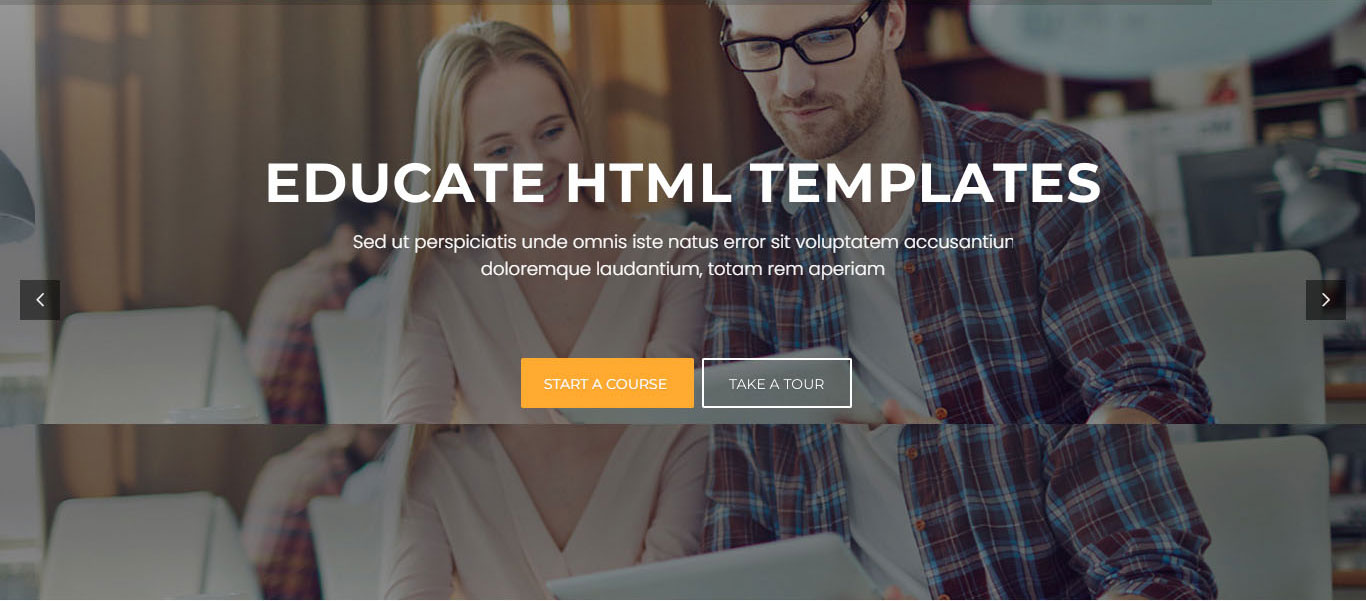 EDUCATE HTML TEMPLATES
Sed ut perspiciatis unde omnis iste natus error sit voluptatem accusantiun
doloremque laudantium, totam rem aperiam
START A COURSE
TAKE A TOUR